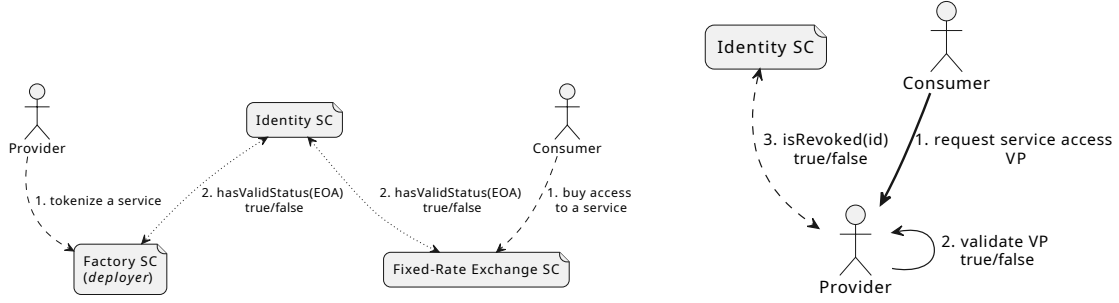 Identity SC
Provider
Consumer
1. tokenize a service
2. hasValidStatus(EOA)
true/false
2. hasValidStatus(EOA)
true/false
1. buy access
to a service
Factory SC
(deployer)
Fixed-Rate Exchange SC
Identity SC
Consumer
3. isRevoked(id)
true/false
1. request service access
VP
2. validate VP
true/false
Provider